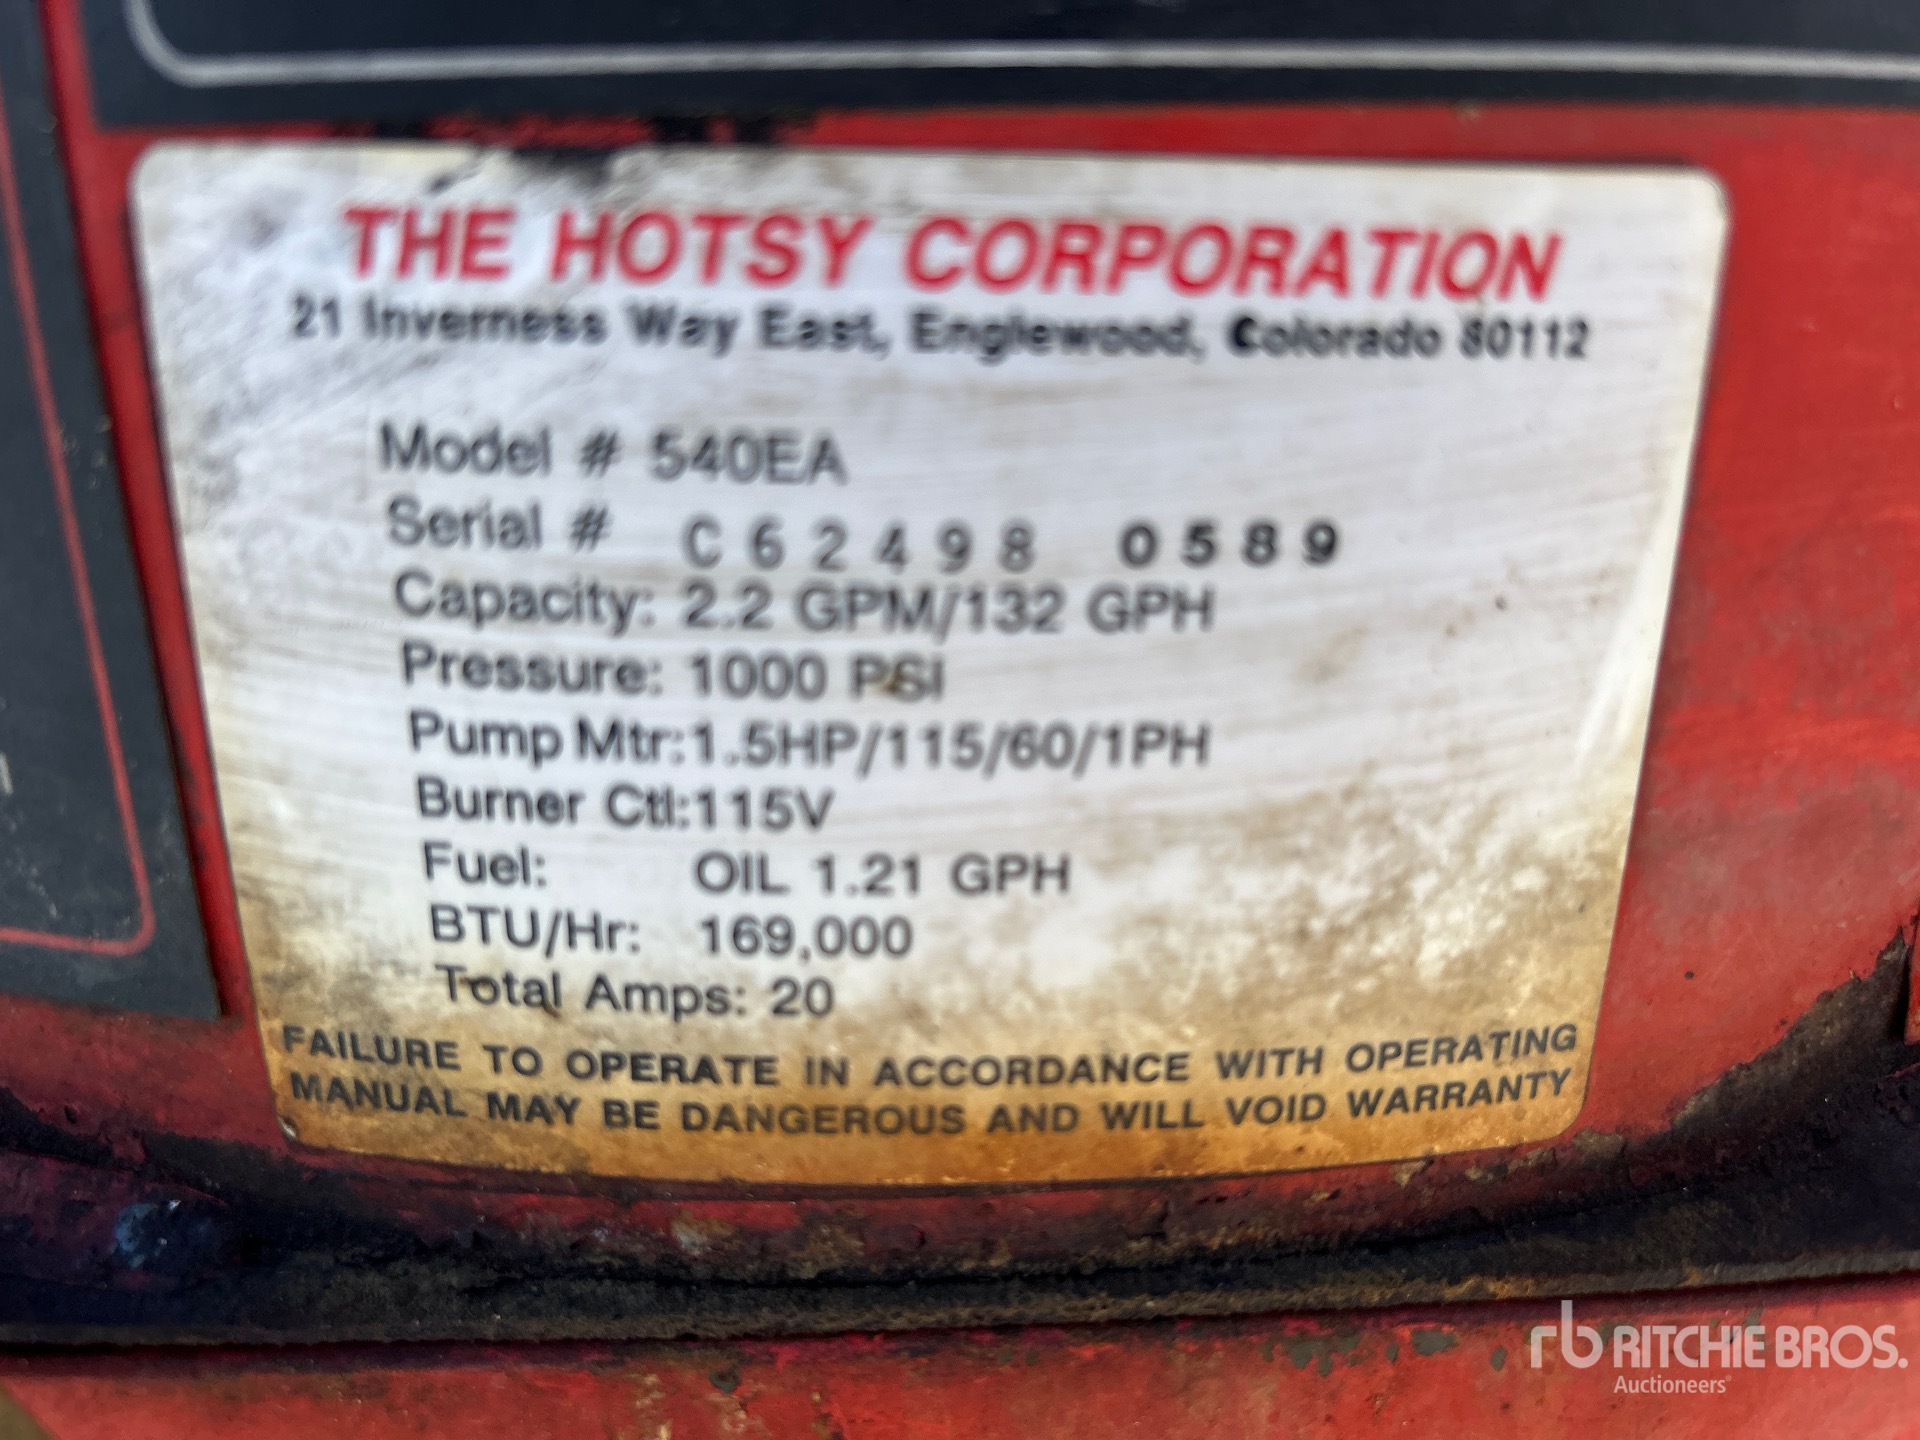 THE HOTSY CORPORATION
21 Inverness Way East, Englewood, Colorado 80112
Model # 540EA
Serial # C62498 0589
Capacity: 2.2 GPM/132 GPH
Pressure: 1000 PSI
Pump Mtr:1.5HP/115/60/1PH
Burner Ctl:115V
Fuel: OIL 1.21 GPH
BTU/Hr: 169,000
Total Amps: 20
FAILURE TO OPERATE IN ACCORDANCE WITH OPERATING
MANUAL MAY BE DANGEROUS AND WILL VOID WARRANTY
rb RITCHIE BROS.
Auctioneers